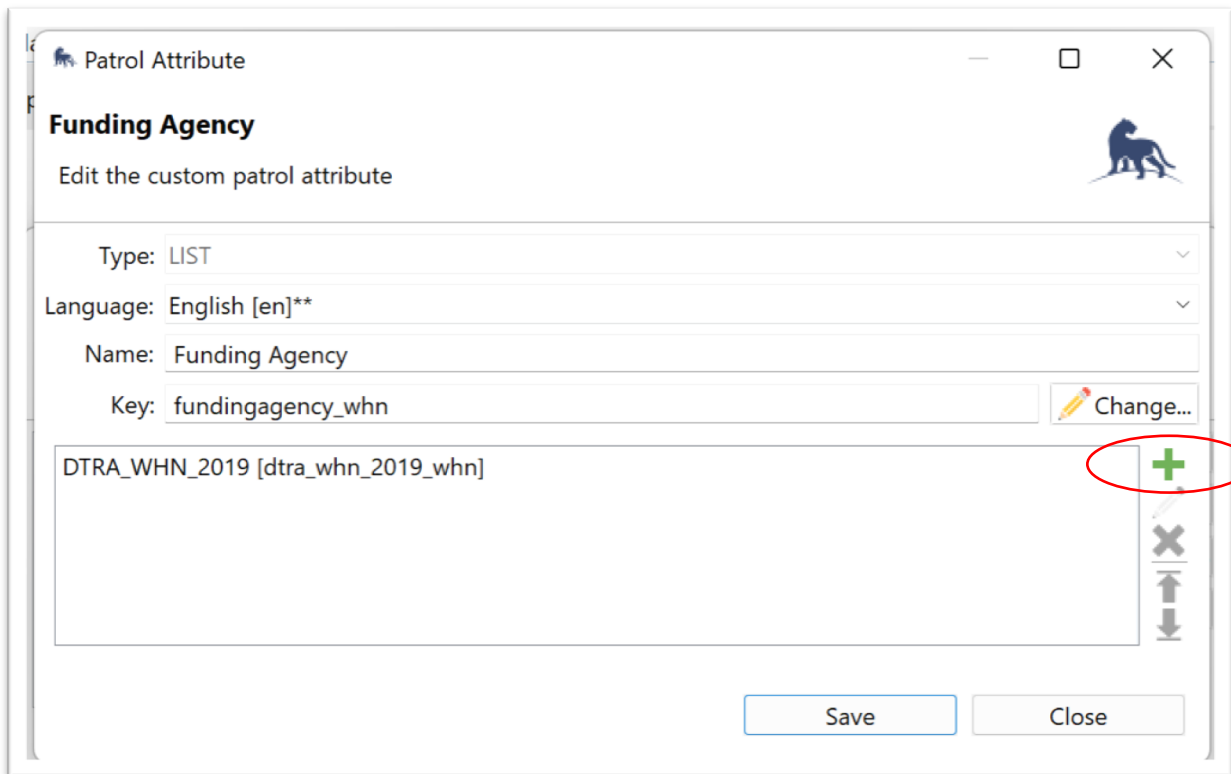 Patrol Attribute
Funding Agency
Edit the custom patrol attribute
Type: LIST
Language: English [en]**
Name: Funding Agency
Key: fundingagency_whn Change...
DTRA_WHN_2019 [dtra_whn_2019_whn]
Save Close